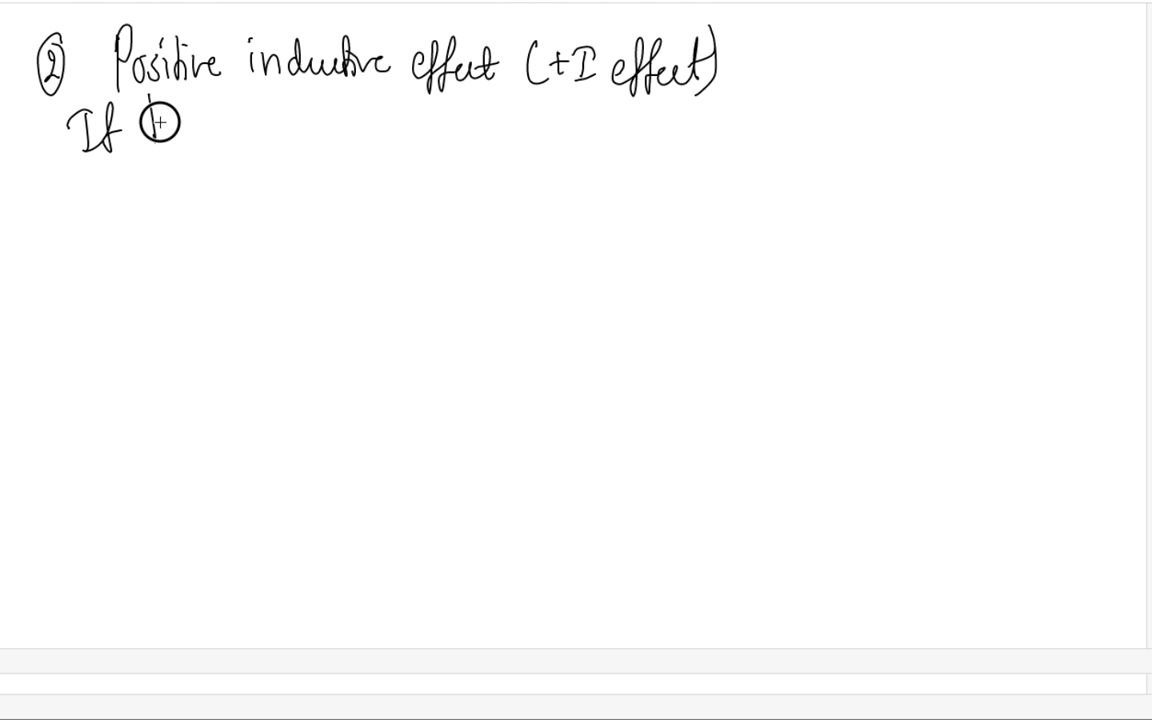 ② Positive inductive effect (+I effect)
If